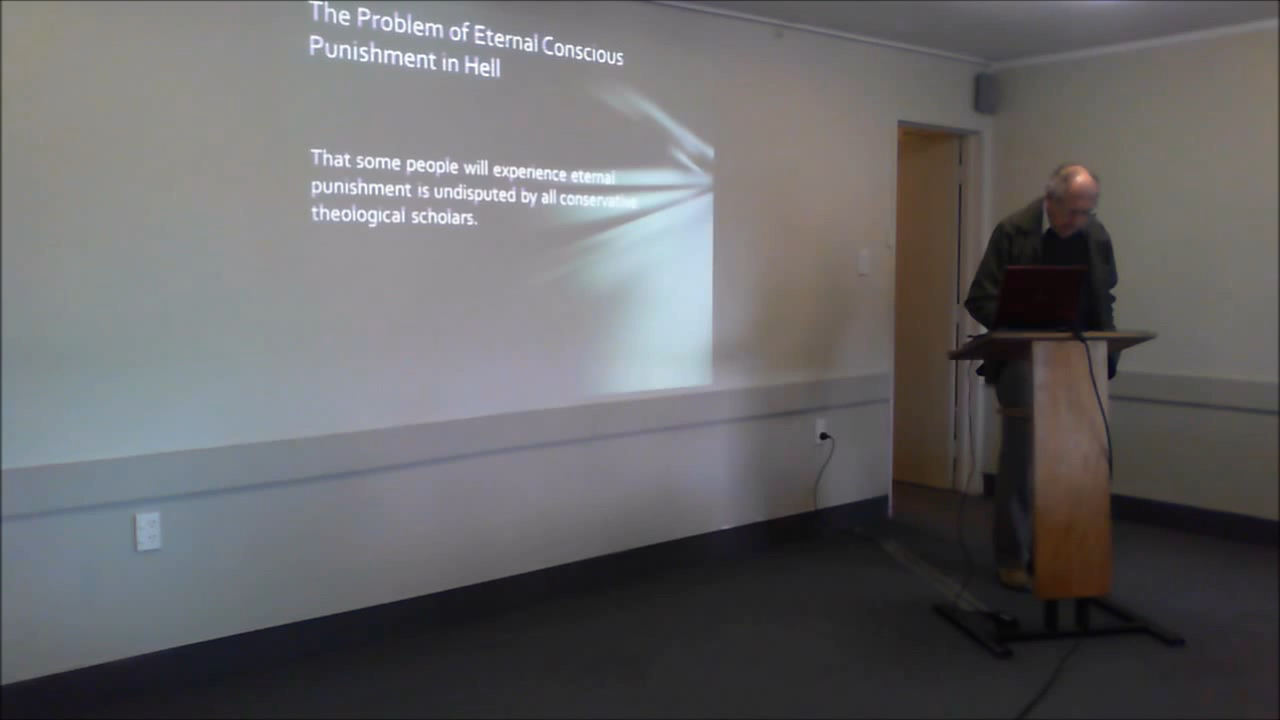 The Problem of Eternal Conscious
Punishment in Hell
That some people will experience eternal
punishment is undisputed by all conservative
theological scholars.